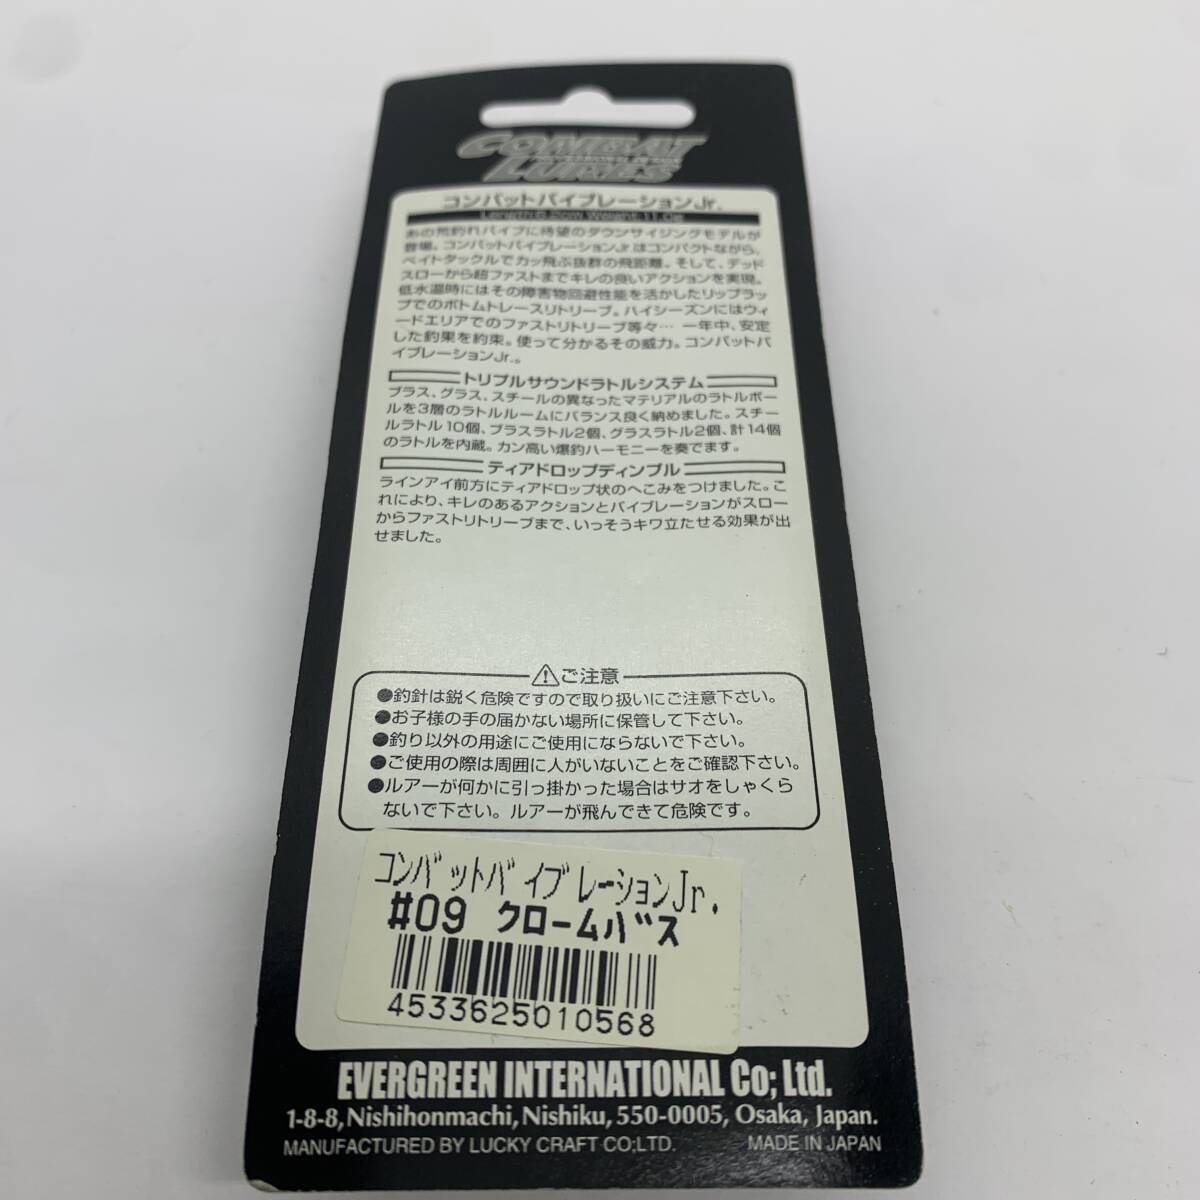 COMBAT
LURES
コンバットバイブレーションJr.
Length:6.2cm Weight:11.0g
あの荒釣れバイブに待望のダウンサイジングモデルが
登場。コンバットバイブレーションJr.はコンパクトながら、
ベイトタックルでカッ飛ぶ抜群の飛距離。そして、デッド
スローから超ファストまでキレの良いアクションを実現。
低水温時にはその障害物回避性能を活かしたリップラッ
プでのボトムトレースリトリーブ。ハイシーズンにはウィ
ードエリアでのファストリトリーブ等々… 一年中、安定
した釣果を約束。使って分かるその威力。コンバットバ
イブレーションJr.。
トリプルサウンドラトルシステム
ブラス、グラス、スチールの異なったマテリアルのラトルボー
ルを3層のラトルルームにバランス良く納めました。スチー
ルラトル10個、ブラスラトル2個、グラスラトル2個、計14個
のラトルを内蔵。カン高い爆釣ハーモニーを奏でます。
ティアドロップディンプル
ラインアイ前方にティアドロップ状のへこみをつけました。こ
れにより、キレのあるアクションとバイブレーションがスロー
からファストリトリーブまで、いっそうキワ立たせる効果が出
せました。
⚠ご注意
●釣針は鋭く危険ですので取り扱いにご注意下さい。
●お子様の手の届かない場所に保管して下さい。
●釣り以外の用途にご使用にならないで下さい。
●ご使用の際は周囲に人がいないことをご確認下さい。
●ルアーが何かに引っ掛かった場合はサオをしゃくら
ないで下さい。ルアーが飛んできて危険です。
コンバットバイブレーションJr.
#09 クロームバス
4533625010568
EVERGREEN INTERNATIONAL Co; Ltd.
1-8-8, Nishihonmachi, Nishiku, 550-0005, Osaka, Japan.
MANUFACTURED BY LUCKY CRAFT CO;LTD. MADE IN JAPAN